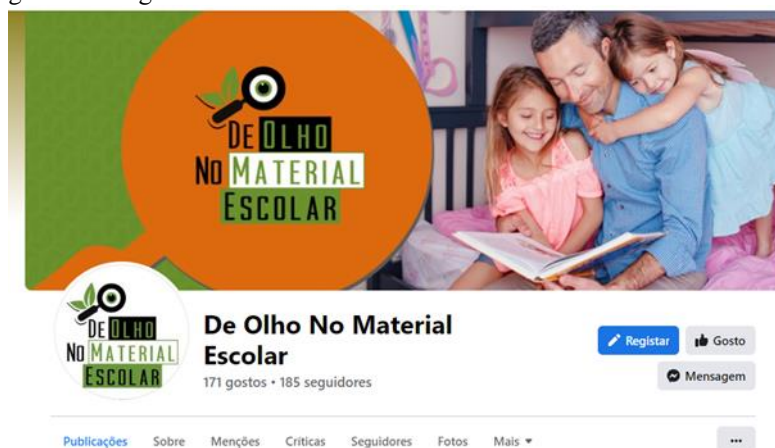 DE OLHO
NO MATERIAL
ESCOLAR
DE OLHO
NO MATERIAL
ESCOLAR
De Olho No Material
Escolar
171 gostos • 185 seguidores
Registar
Gosto
Mensagem
Publicações Sobre Menções Críticas Seguidores Fotos Mais